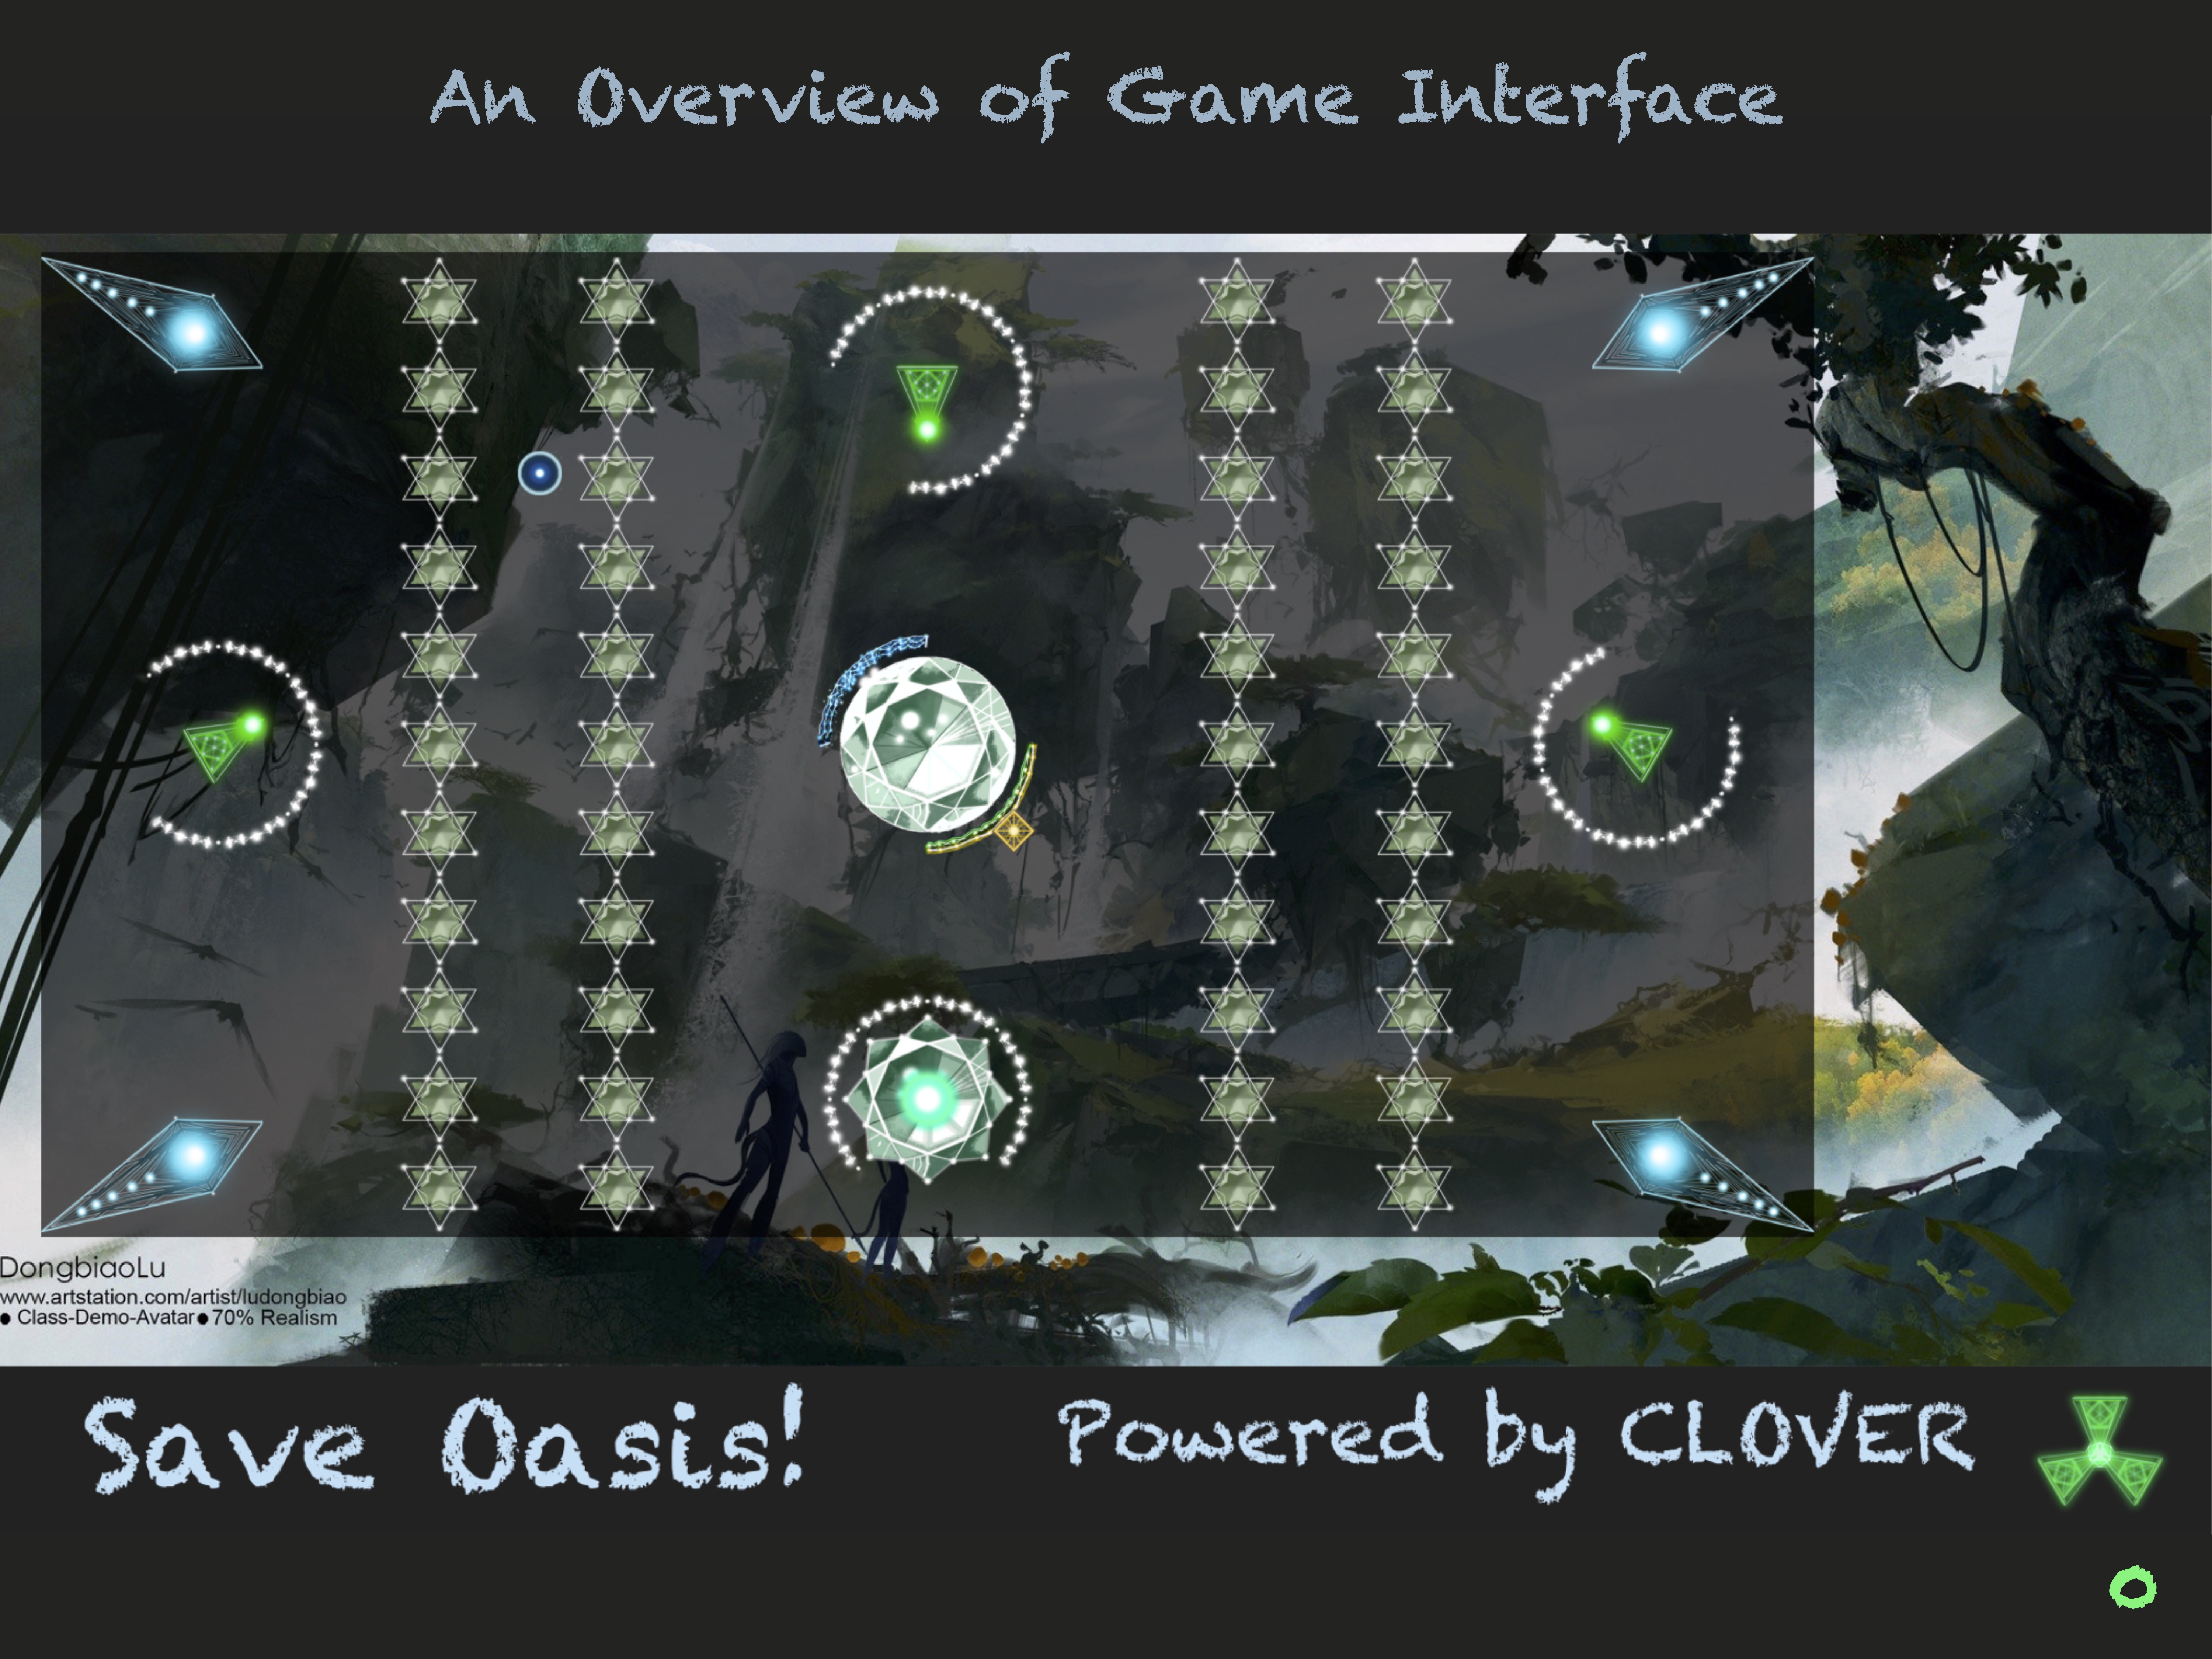 An Overview of Game Interface
DongbiaoLu
www.artstation.com/artist/ludongbiao
● Class-Demo-Avatar●70% Realism
Save Oasis!
Powered by CLOVER
0